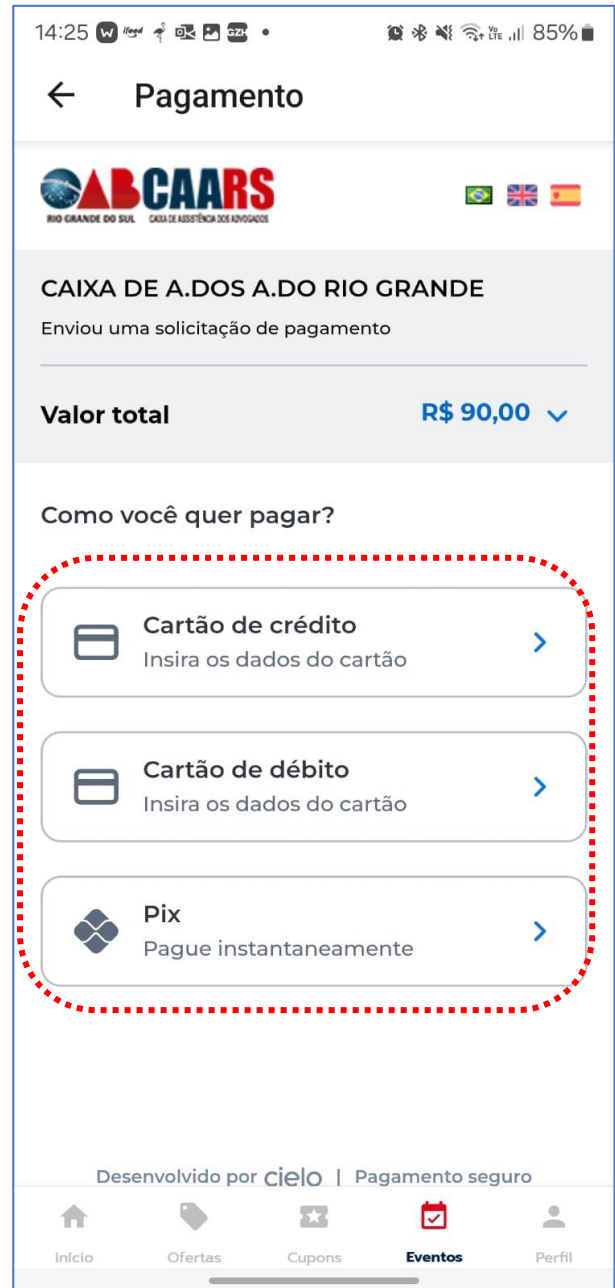 14:25 W ifood GZH 85%
Pagamento
OABCAARS
RIO GRANDE DO SUL CAIXA DE ASSISTÊNCIA DOS ADVOGADOS
CAIXA DE A.DOS A.DO RIO GRANDE
Enviou uma solicitação de pagamento
Valor total R$ 90,00
Como você quer pagar?
Cartão de crédito
Insira os dados do cartão
Cartão de débito
Insira os dados do cartão
Pix
Pague instantaneamente
Desenvolvido por cielo | Pagamento seguro
Início Ofertas Cupons Eventos Perfil